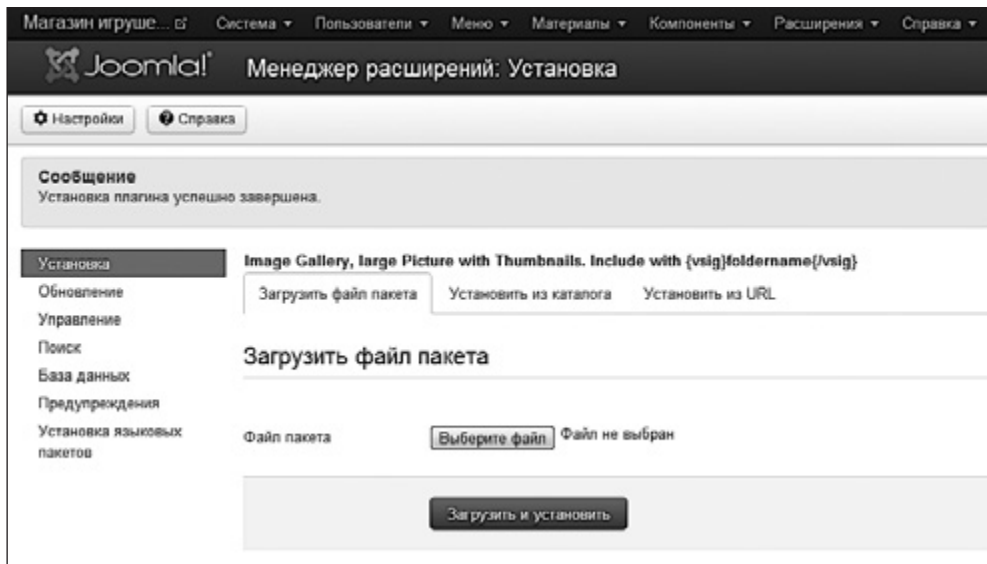 Магазин игруше... Система Пользователи Меню Материалы Компоненты Расширения Справка
Joomla! Менеджер расширений: Установка
Настройки Справка
Сообщение
Установка плагина успешно завершена.
Установка
Обновление
Управление
Поиск
База данных
Предупреждения
Установка языковых
пакетов
Image Gallery, large Picture with Thumbnails. Include with {vsig}foldername{/vsig}
Загрузить файл пакета Установить из каталога Установить из URL
Загрузить файл пакета
Файл пакета Выберите файл Файл не выбран
Загрузить и установить